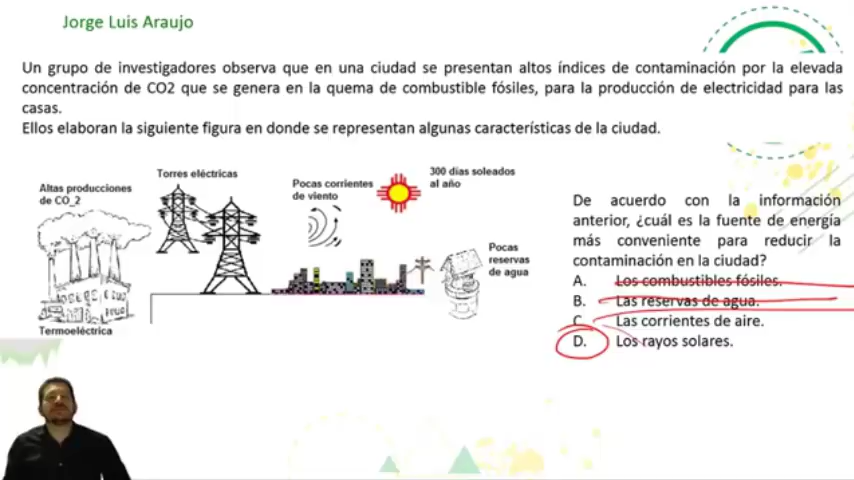 Jorge Luis Araujo
Un grupo de investigadores observa que en una ciudad se presentan altos índices de contaminación por la elevada
concentración de CO2 que se genera en la quema de combustible fósiles, para la producción de electricidad para las
casas.
Ellos elaboran la siguiente figura en donde se representan algunas características de la ciudad.
Altas producciones
de CO_2
Termoeléctrica
Torres eléctricas
Pocas corrientes
de viento
300 días soleados
al año
Pocas
reservas
de agua
De acuerdo con la información
anterior, ¿cuál es la fuente de energía
más conveniente para reducir la
contaminación en la ciudad?
A. Los combustibles fósiles.
B. Las reservas de agua.
C. Las corrientes de aire.
D. Los rayos solares.